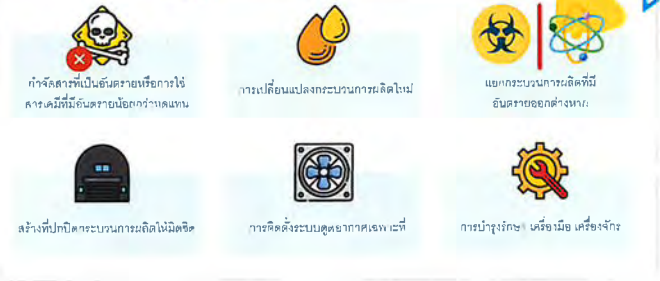 กำจัดสารที่เป็นอันตรายหรือการใช้
สารเคมีที่มีอันตรายน้อยกว่าทดแทน
การเปลี่ยนแปลงกระบวนการผลิตใหม่
แยกกระบวนการผลิตที่มี
อันตรายออกต่างหาก
สร้างที่ปกปิดกระบวนการผลิตให้มิดชิด
การติดตั้งระบบดูดอากาศเฉพาะที่
การบำรุงรักษา เครื่องมือ เครื่องจักร